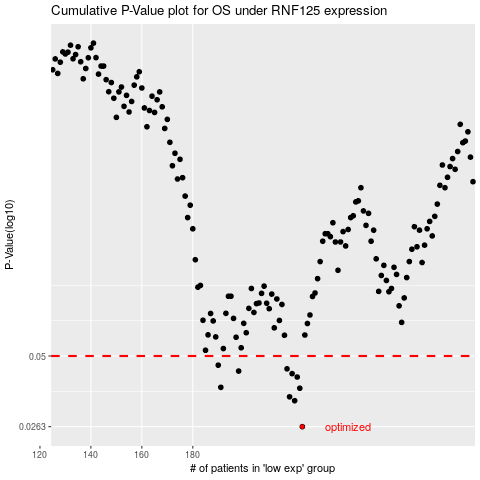 Cumulative P-Value plot for OS under RNF125 expression
P-Value(log10)
0.05
0.0263
optimized
120
140
160
180
# of patients in 'low exp' group